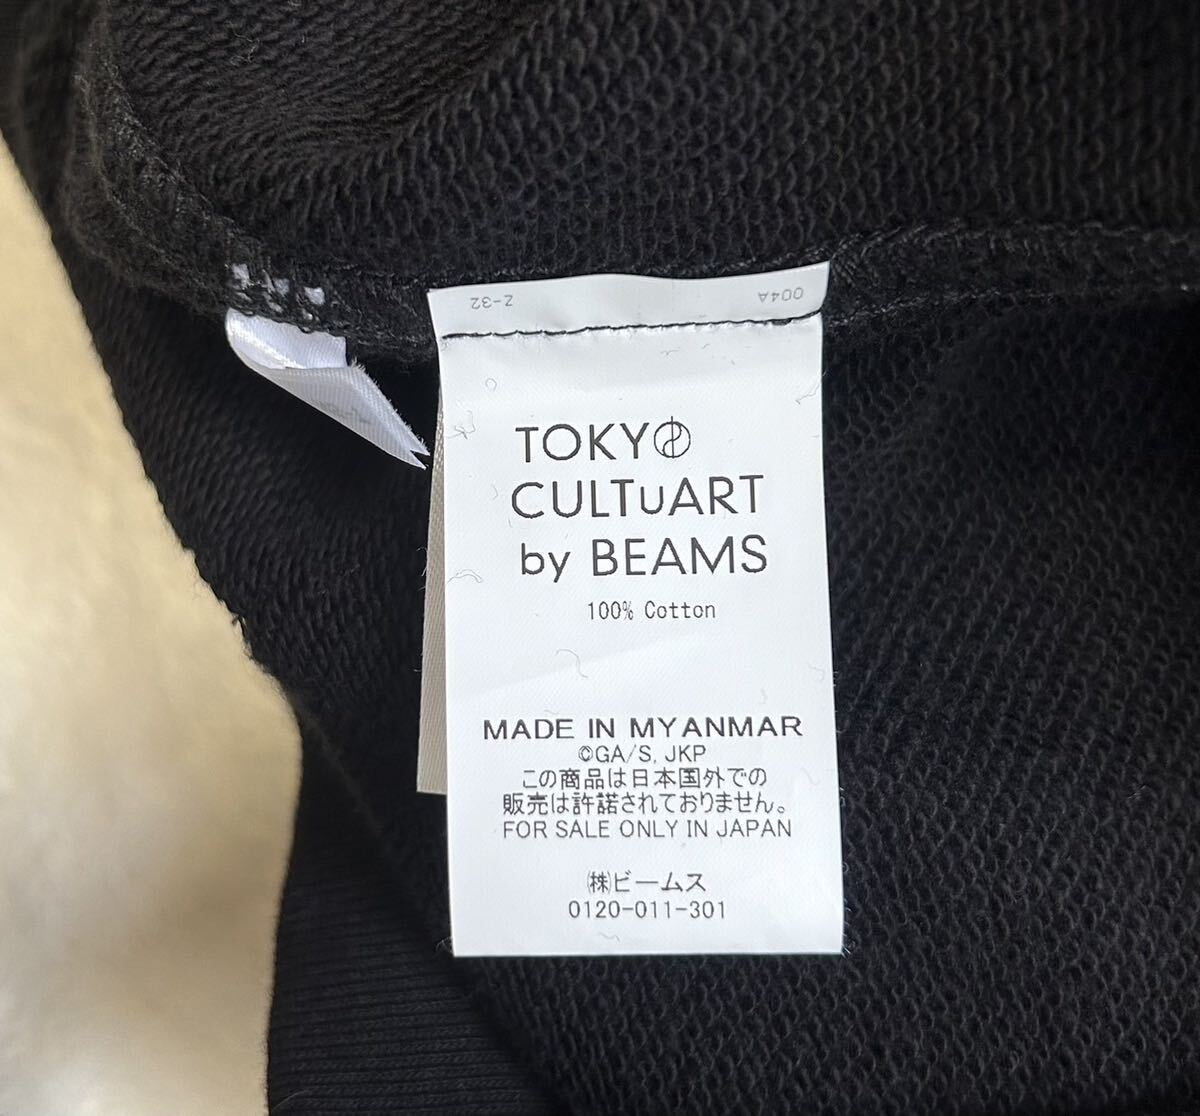 Z-32
004A
TOKYO
CULTuART
by BEAMS
100% Cotton
MADE IN MYANMAR
©GA/S, JKP
この商品は日本国外での
販売は許諾されておりません。
FOR SALE ONLY IN JAPAN
㈱ビームス
0120-011-301